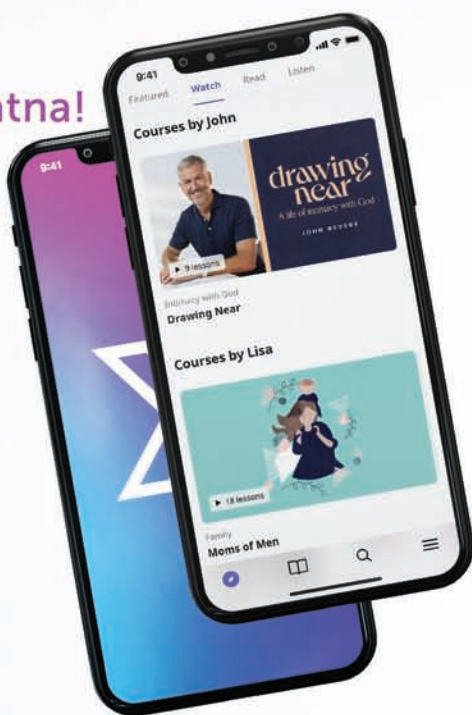 atna!
9:41
9:41
Featured Watch Read Listen
Courses by John
drawing
near
A life of intimacy with God
JOHN BEVERE
9 lessons
Intimacy with God
Drawing Near
Courses by Lisa
18 lessons
Family
Moms of Men